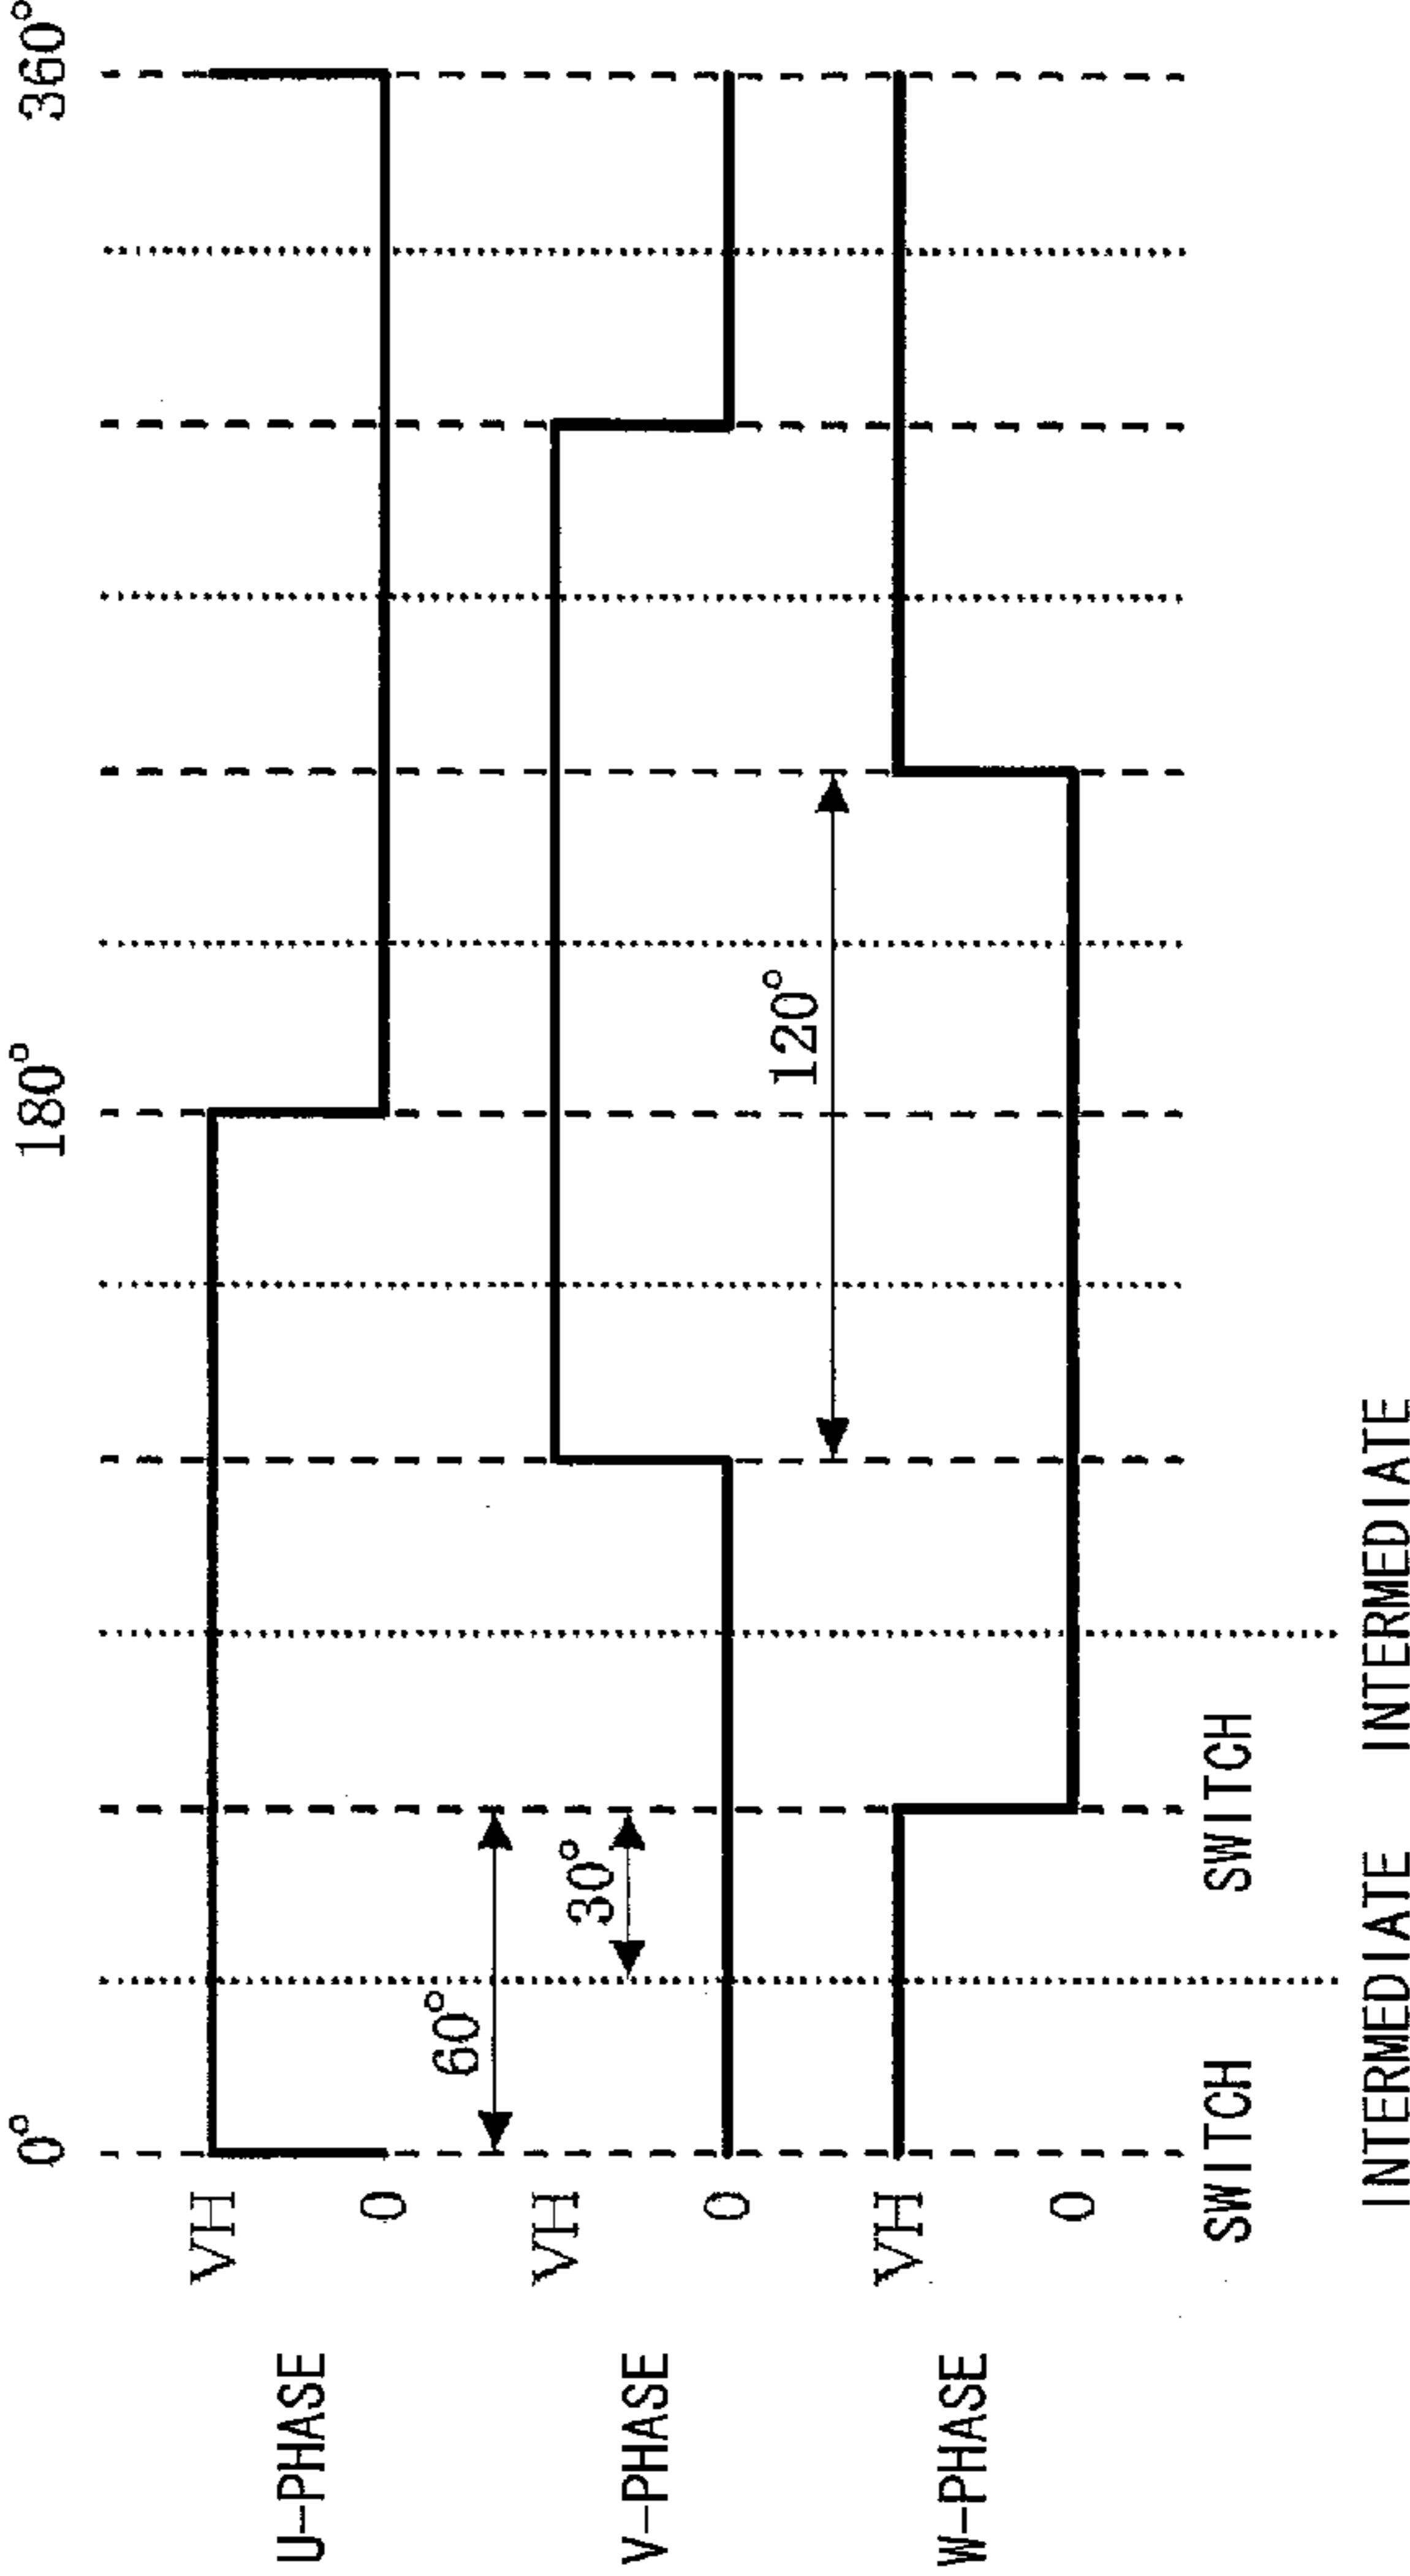 0° 180° 360°
U-PHASE
VH
0
60°
V-PHASE
VH
0
30°
120°
W-PHASE
VH
0
SWITCH SWITCH
INTERMEDIATE INTERMEDIATE